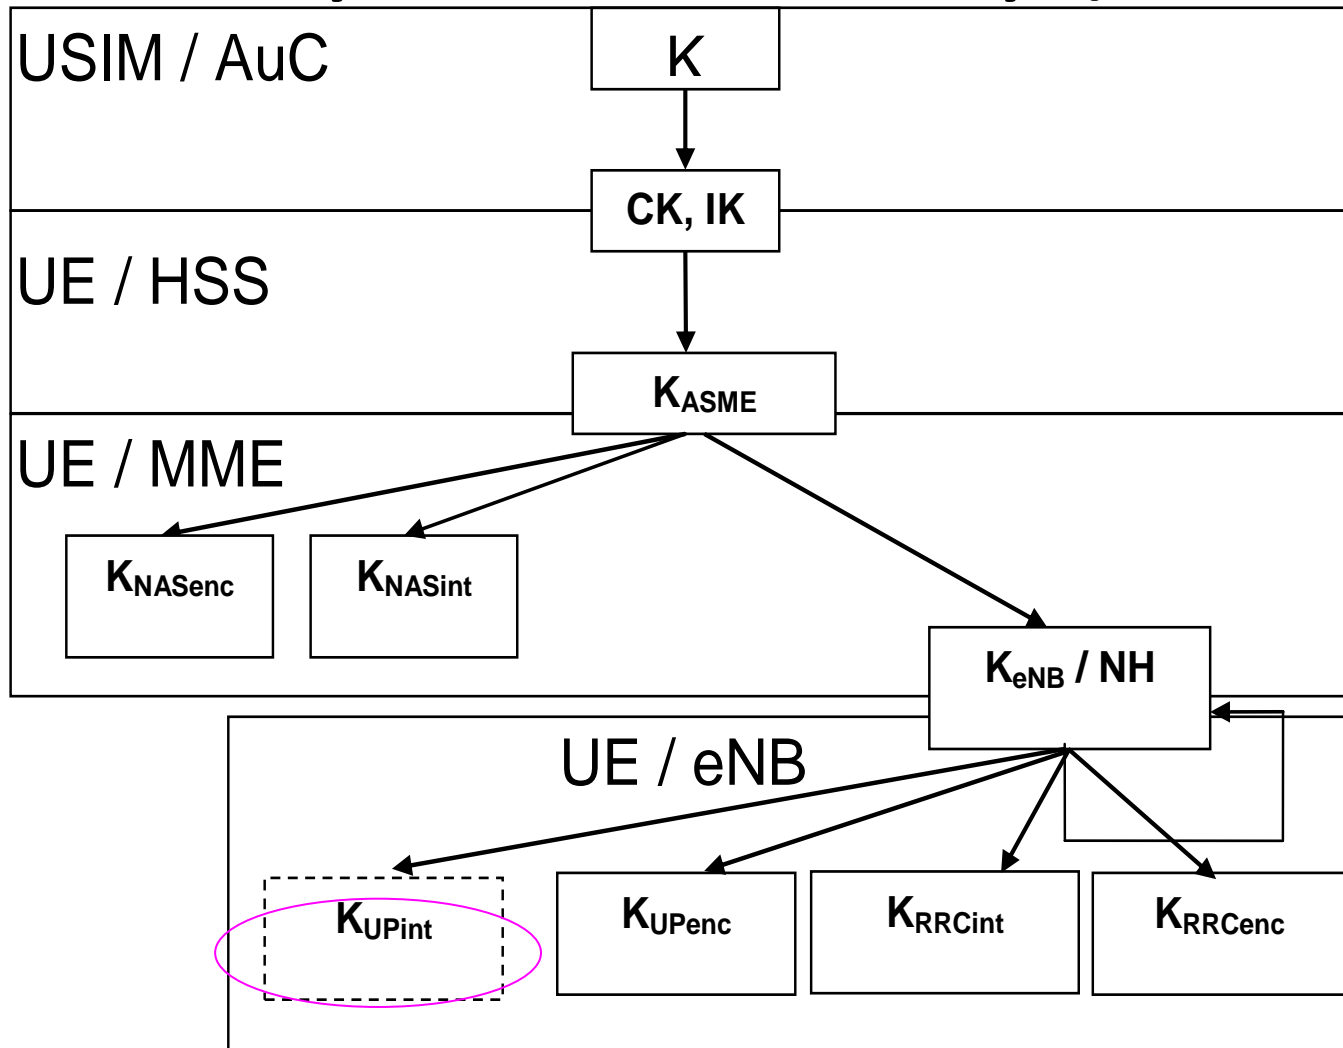 USIM / AuC
K
CK, IK
UE / HSS
KASME
UE / MME
KNASenc
KNASint
KeNB / NH
UE / eNB
KUPint
KUPenc
KRRCint
KRRCenc